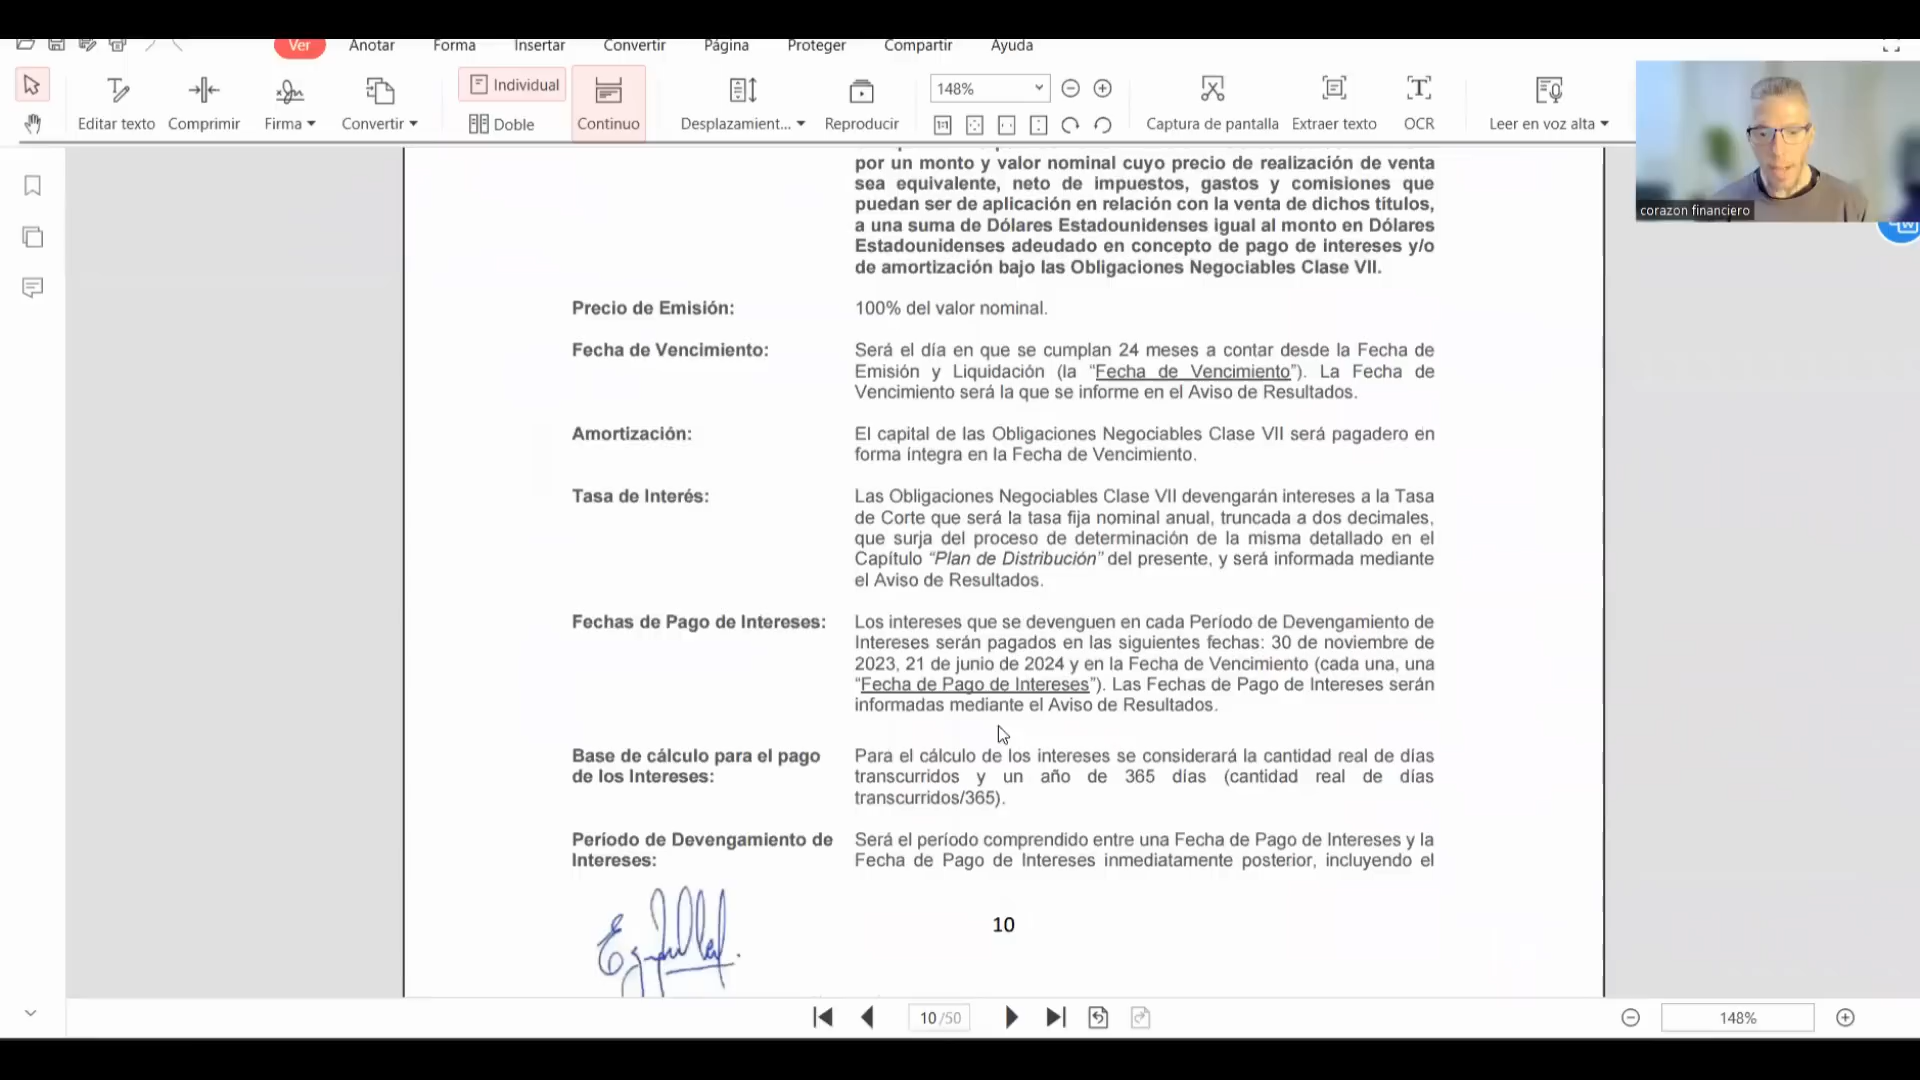 Ver Anotar Forma Insertar Convertir Página Proteger Compartir Ayuda
Individual
148%
Editar texto Comprimir Firma Convertir Doble Continuo Desplazamient... Reproducir Captura de pantalla Extraer texto OCR Leer en voz alta
corazon financiero
por un monto y valor nominal cuyo precio de realización de venta
sea equivalente, neto de impuestos, gastos y comisiones que
puedan ser de aplicación en relación con la venta de dichos títulos,
a una suma de Dólares Estadounidenses igual al monto en Dólares
Estadounidenses adeudado en concepto de pago de intereses y/o
de amortización bajo las Obligaciones Negociables Clase VII.
Precio de Emisión: 100% del valor nominal.
Fecha de Vencimiento: Será el día en que se cumplan 24 meses a contar desde la Fecha de
Emisión y Liquidación (la “Fecha de Vencimiento”). La Fecha de
Vencimiento será la que se informe en el Aviso de Resultados.
Amortización: El capital de las Obligaciones Negociables Clase VII será pagadero en
forma íntegra en la Fecha de Vencimiento.
Tasa de Interés: Las Obligaciones Negociables Clase VII devengarán intereses a la Tasa
de Corte que será la tasa fija nominal anual, truncada a dos decimales,
que surja del proceso de determinación de la misma detallado en el
Capítulo “Plan de Distribución” del presente, y será informada mediante
el Aviso de Resultados.
Fechas de Pago de Intereses: Los intereses que se devenguen en cada Período de Devengamiento de
Intereses serán pagados en las siguientes fechas: 30 de noviembre de
2023, 21 de junio de 2024 y en la Fecha de Vencimiento (cada una, una
“Fecha de Pago de Intereses”). Las Fechas de Pago de Intereses serán
informadas mediante el Aviso de Resultados.
Base de cálculo para el pago Para el cálculo de los intereses se considerará la cantidad real de días
de los Intereses: transcurridos y un año de 365 días (cantidad real de días
transcurridos/365).
Período de Devengamiento de Será el período comprendido entre una Fecha de Pago de Intereses y la
Intereses: Fecha de Pago de Intereses inmediatamente posterior, incluyendo el
10
10 /50
148%